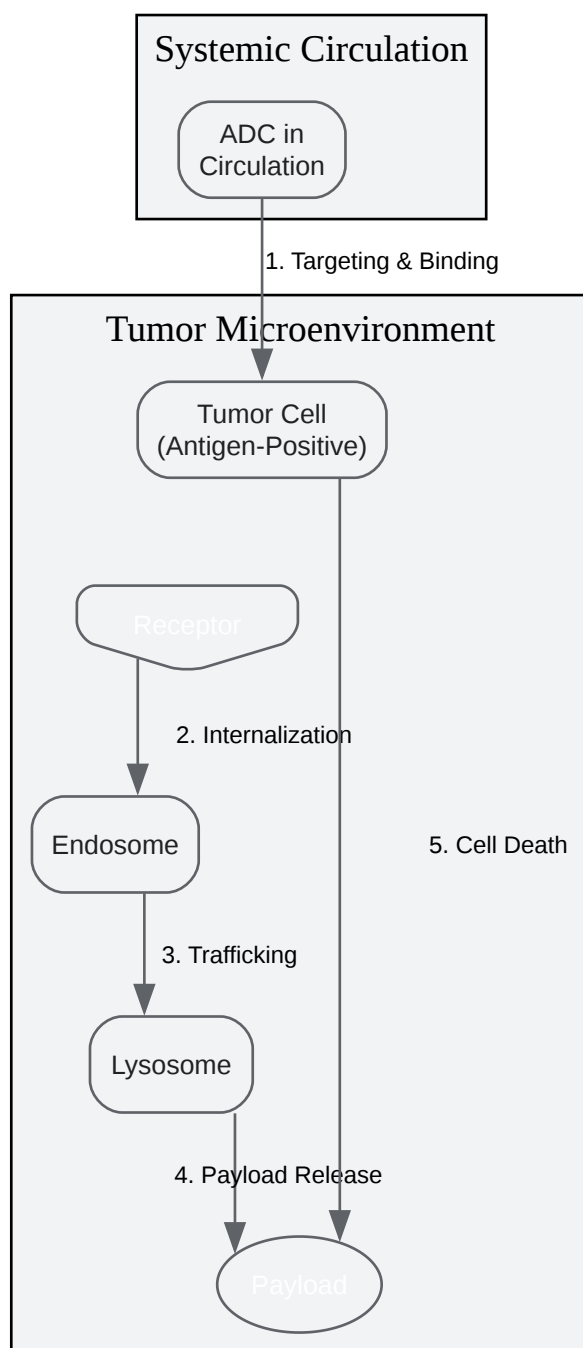 Systemic Circulation
ADC in
Circulation
1. Targeting & Binding
Tumor Microenvironment
Tumor Cell
(Antigen-Positive)
Receptor
2. Internalization
Endosome
5. Cell Death
3. Trafficking
Lysosome
4. Payload Release
Payload